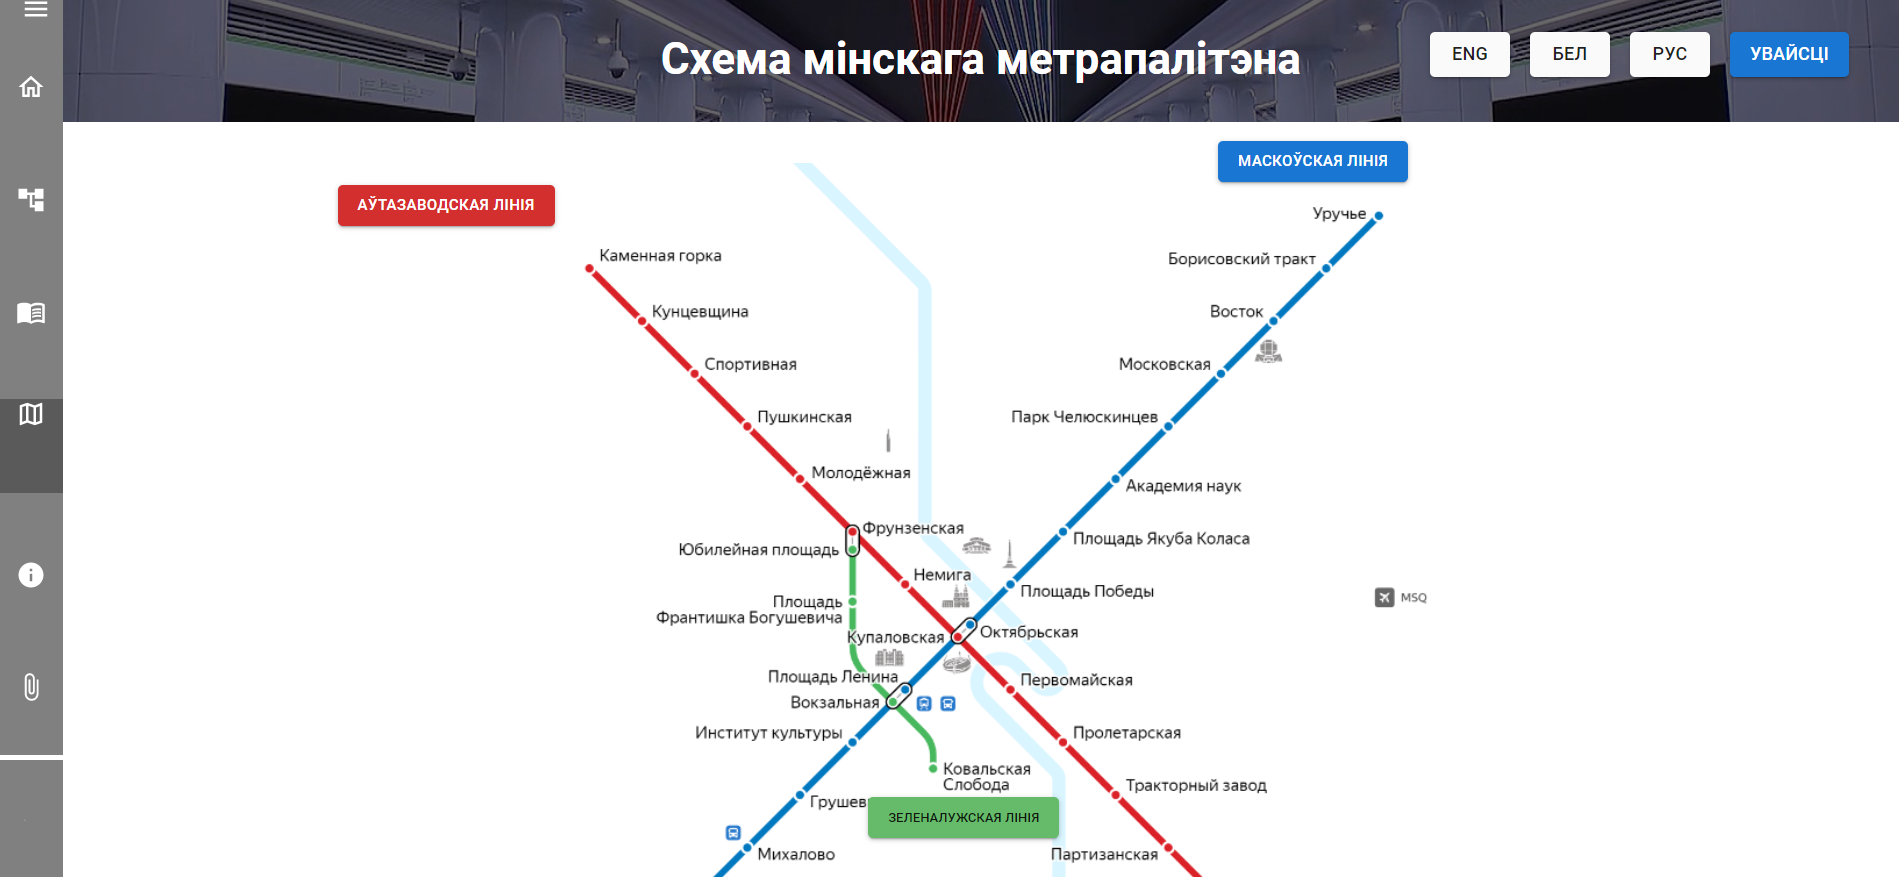 Схема мінскага метрапалітэна
ENG
БЕЛ
РУС
УВАЙСЦІ
МАСКОЎСКАЯ ЛІНІЯ
АЎТАЗАВОДСКАЯ ЛІНІЯ
Уручье
Каменная горка
Борисовский тракт
Кунцевщина
Восток
Спортивная
Московская
Пушкинская
Парк Челюскинцев
Молодёжная
Академия наук
Фрунзенская
Юбилейная площадь
Площадь Якуба Коласа
Немига
Площадь Победы
Площадь
Франтишка Богушевича
MSQ
Купаловская
Октябрьская
Площадь Ленина
Первомайская
Вокзальная
Институт культуры
Пролетарская
Ковальская
Слобода
Тракторный завод
Грушев
ЗЕЛЕНАЛУЖСКАЯ ЛІНІЯ
Михалово
Партизанская